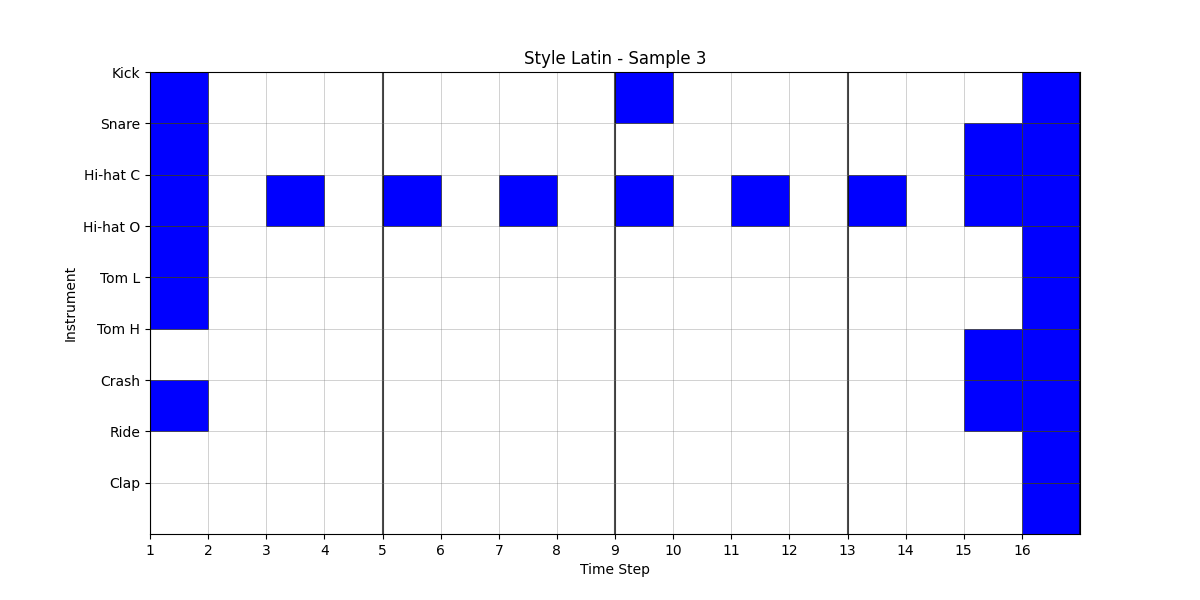 Style Latin - Sample 3
Kick
Snare
Hi-hat C
Hi-hat O
Tom L
Tom H
Crash
Ride
Clap
Instrument
1 2 3 4 5 6 7 8 9 10 11 12 13 14 15 16
Time Step